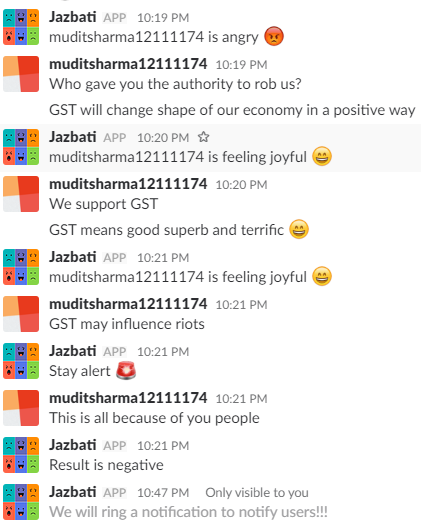 Jazbati APP 10:19 PM
muditsharma12111174 is angry 😡
muditsharma12111174 10:19 PM
Who gave you the authority to rob us?
GST will change shape of our economy in a positive way
Jazbati APP 10:20 PM ☆
muditsharma12111174 is feeling joyful 😄
muditsharma12111174 10:20 PM
We support GST
GST means good superb and terrific 😄
Jazbati APP 10:21 PM
muditsharma12111174 is feeling joyful 😄
muditsharma12111174 10:21 PM
GST may influence riots
Jazbati APP 10:21 PM
Stay alert 🚨
muditsharma12111174 10:21 PM
This is all because of you people
Jazbati APP 10:21 PM
Result is negative
Jazbati APP 10:47 PM Only visible to you
We will ring a notification to notify users!!!